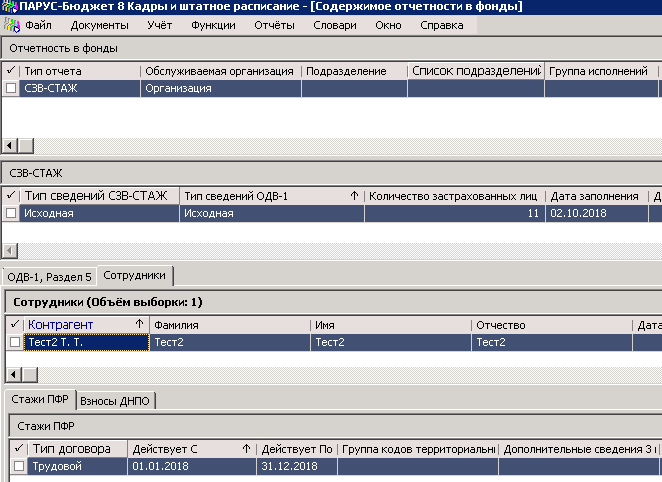 ПАРУС-Бюджет 8 Кадры и штатное расписание - [Содержимое отчетности в фонды]
Файл Документы Учёт Функции Отчёты Словари Окно Справка
Отчетность в фонды
Тип отчета Обслуживаемая организация Подразделение Список подразделений Группа исполнений
СЗВ-СТАЖ Организация
СЗВ-СТАЖ
Тип сведений СЗВ-СТАЖ Тип сведений ОДВ-1 Количество застрахованных лиц Дата заполнения Д
Исходная Исходная 11 02.10.2018
ОДВ-1, Раздел 5 Сотрудники
Сотрудники (Объём выборки: 1)
Контрагент Фамилия Имя Отчество Дата
Тест2 Т. Т. Тест2 Тест2 Тест2
Стажи ПФР Взносы ДНПО
Стажи ПФР
Тип договора Действует С Действует По Группа кодов территориальн Дополнительные сведения З
Трудовой 01.01.2018 31.12.2018